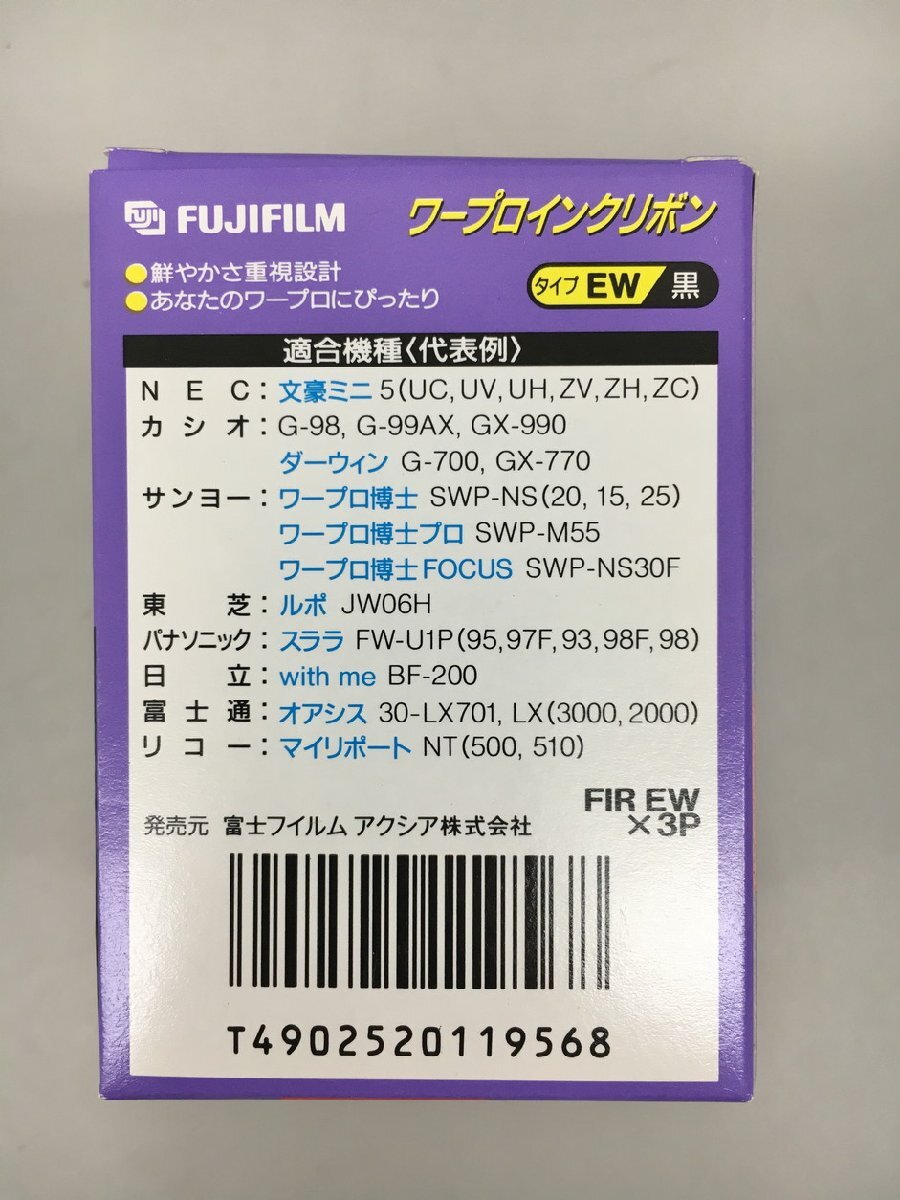 FUJI FUJIFILM
ワープロインクリボン
●鮮やかさ重視設計
●あなたのワープロにぴったり
タイプ EW 黒
適合機種〈代表例〉
NEC：文豪ミニ 5(UC, UV, UH, ZV, ZH, ZC)
カシオ：G-98, G-99AX, GX-990
ダーウィン G-700, GX-770
サンヨー：ワープロ博士 SWP-NS(20, 15, 25)
ワープロ博士プロ SWP-M55
ワープロ博士FOCUS SWP-NS30F
東芝：ルポ JW06H
パナソニック：スララ FW-U1P(95, 97F, 93, 98F, 98)
日立：with me BF-200
富士通：オアシス 30-LX701, LX(3000, 2000)
リコー：マイリポート NT(500, 510)
FIR EW
×3P
発売元 富士フイルム アクシア株式会社
T4902520119568